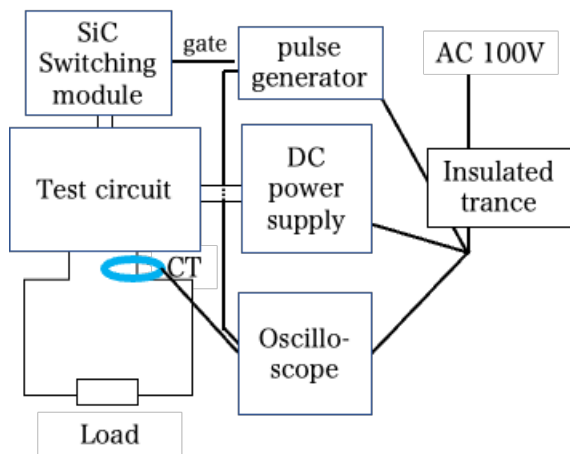 SiC
Switching
module
gate
pulse
generator
AC 100V
Test circuit
DC
power
supply
Insulated
trance
CT
Oscillo-
scope
Load